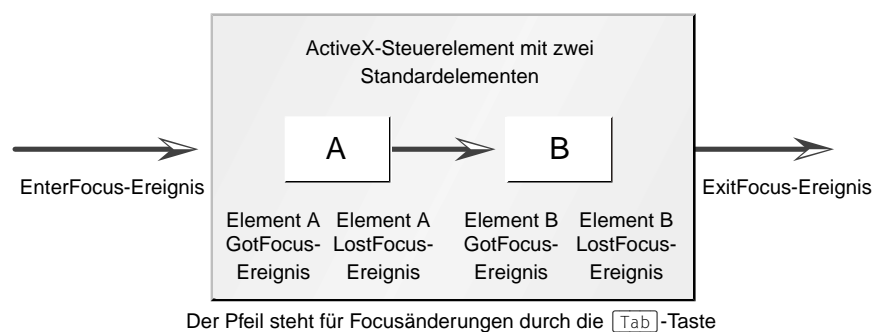 ActiveX-Steuerelement mit zwei
Standardelementen
A
B
EnterFocus-Ereignis
ExitFocus-Ereignis
Element A
GotFocus-
Ereignis
Element A
LostFocus-
Ereignis
Element B
GotFocus-
Ereignis
Element B
LostFocus-
Ereignis
Der Pfeil steht für Focusänderungen durch die Tab-Taste